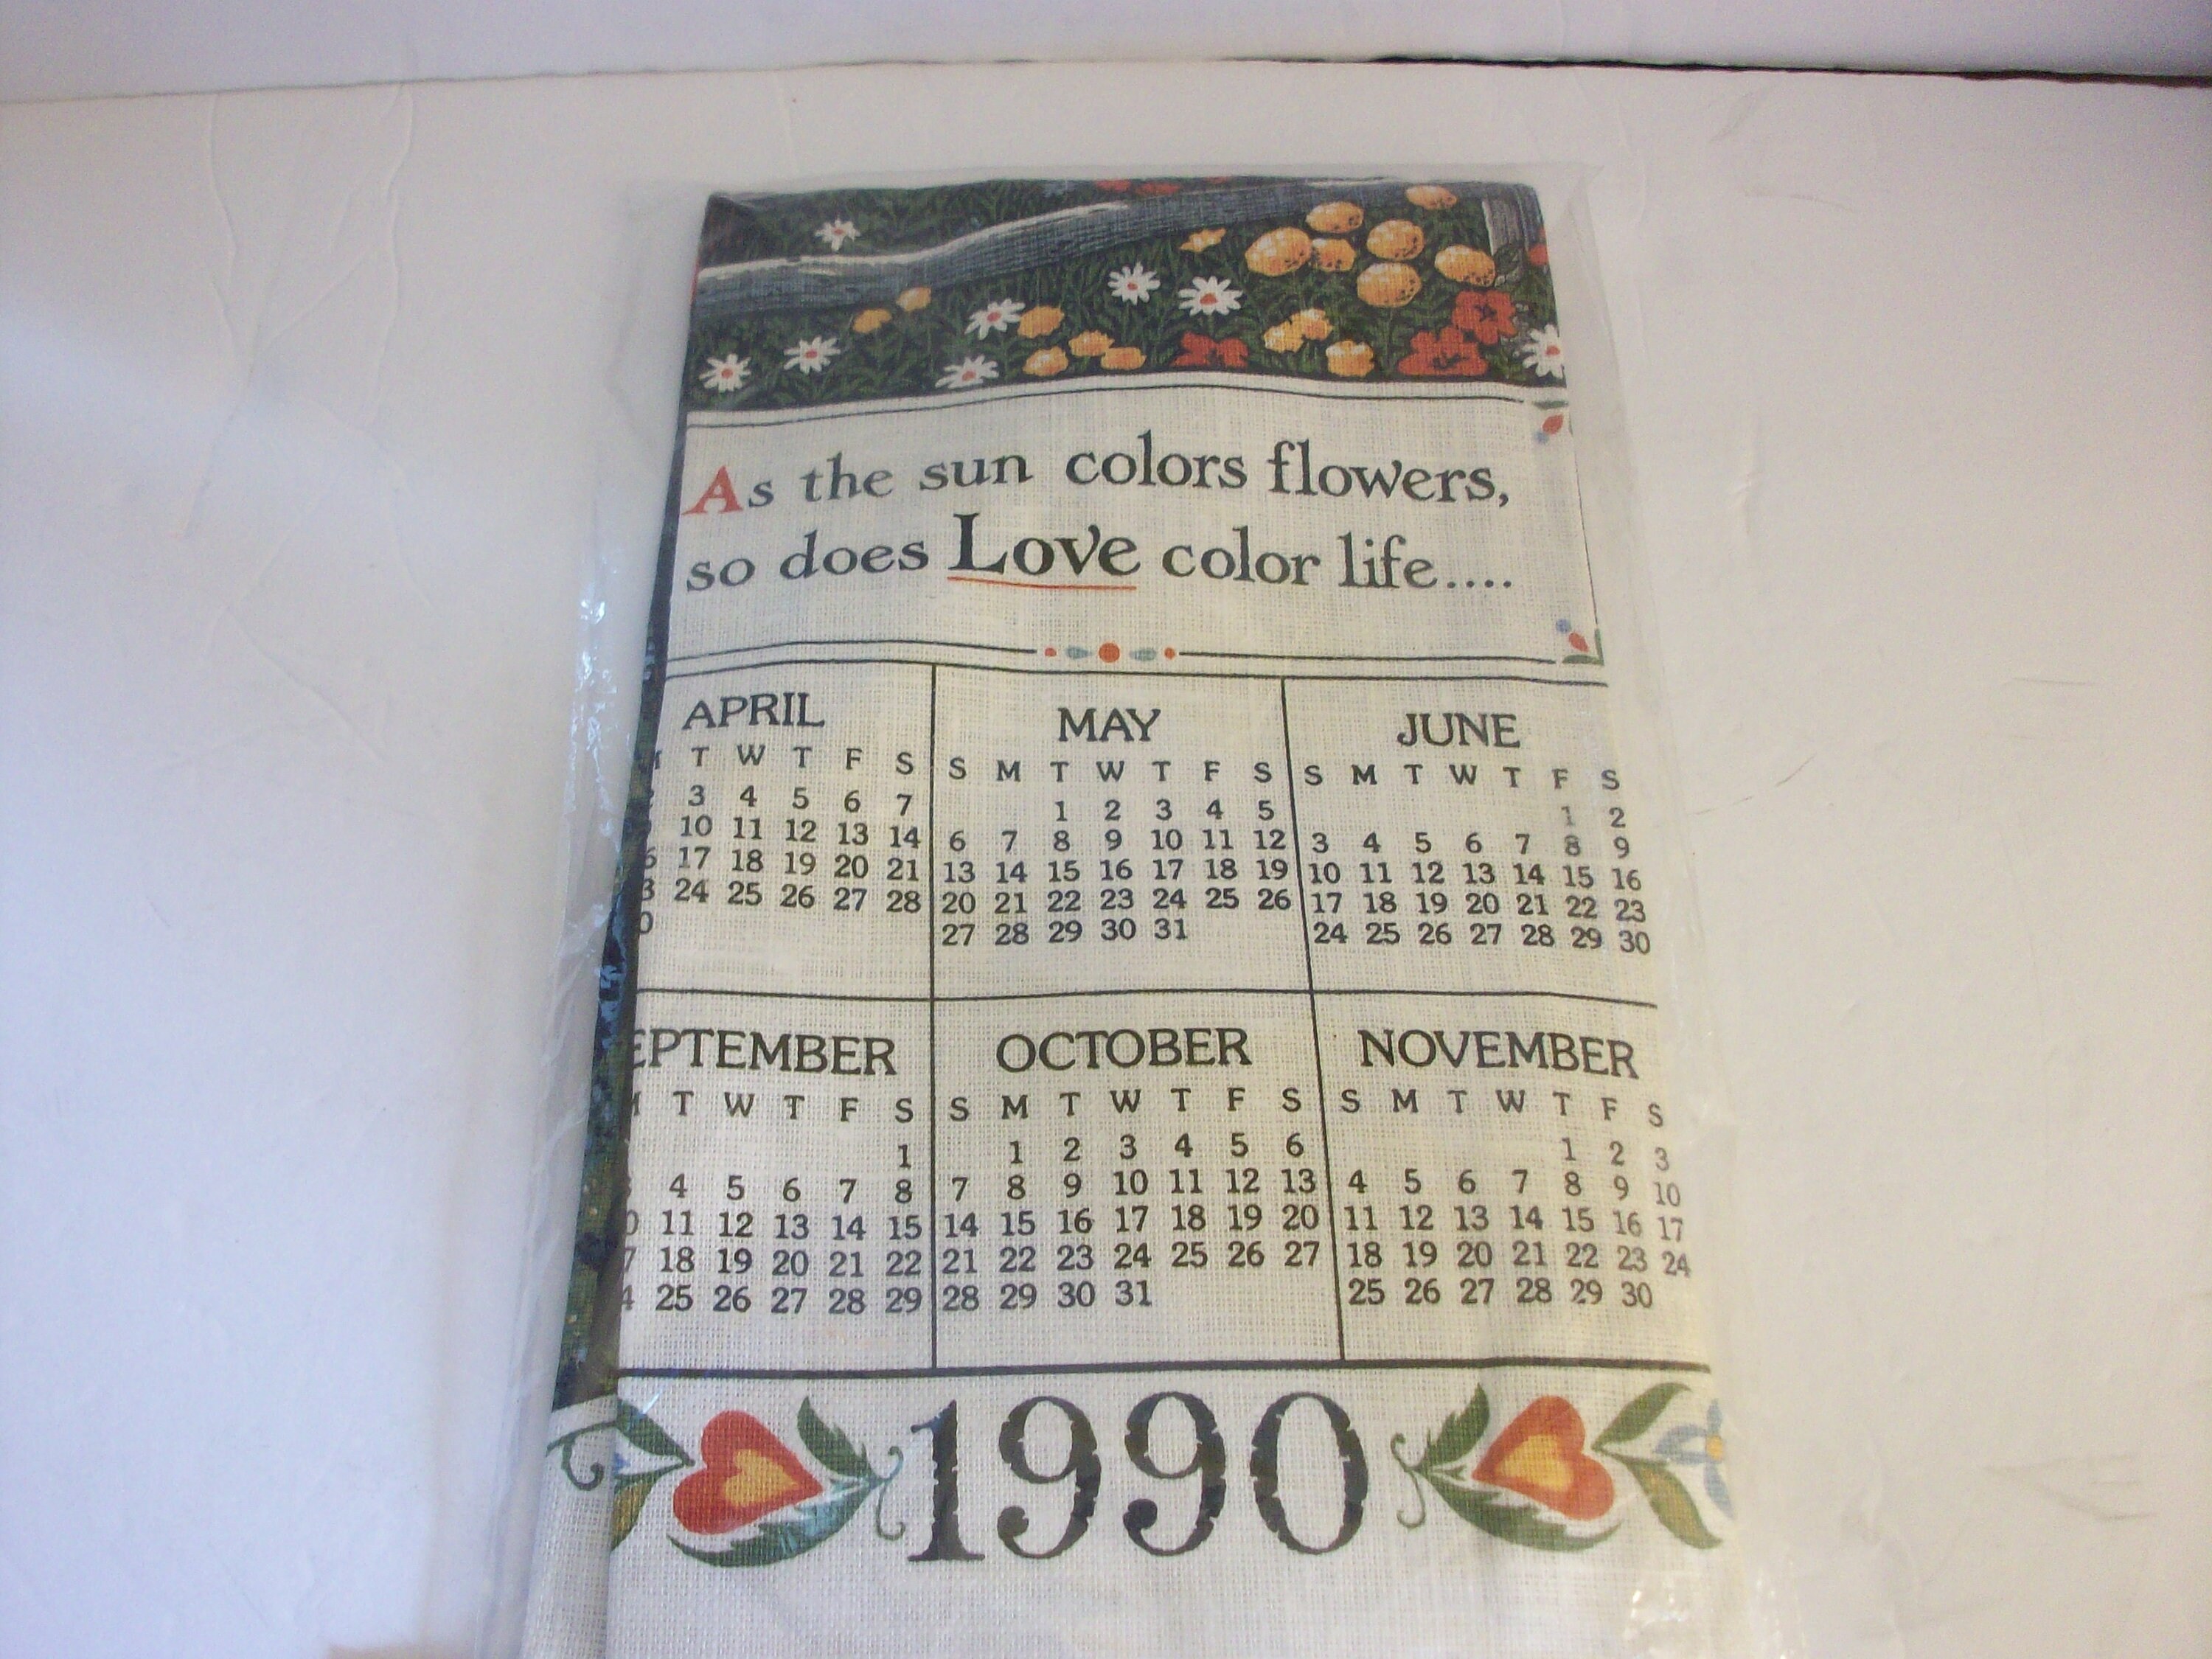 As the sun colors flowers,
so does Love color life....
APRIL
T W T F S
3 4 5 6 7
10 11 12 13 14
17 18 19 20 21
24 25 26 27 28
MAY
S M T W T F S
1 2 3 4 5
6 7 8 9 10 11 12
13 14 15 16 17 18 19
20 21 22 23 24 25 26
27 28 29 30 31
JUNE
S M T W T F S
1 2
3 4 5 6 7 8 9
10 11 12 13 14 15 16
17 18 19 20 21 22 23
24 25 26 27 28 29 30
EPTEMBER
T W T F S
1
4 5 6 7 8
11 12 13 14 15
18 19 20 21 22
25 26 27 28 29
OCTOBER
S M T W T F S
1 2 3 4 5 6
7 8 9 10 11 12 13
14 15 16 17 18 19 20
21 22 23 24 25 26 27
28 29 30 31
NOVEMBER
S M T W T F S
1 2 3
4 5 6 7 8 9 10
11 12 13 14 15 16 17
18 19 20 21 22 23 24
25 26 27 28 29 30
1990